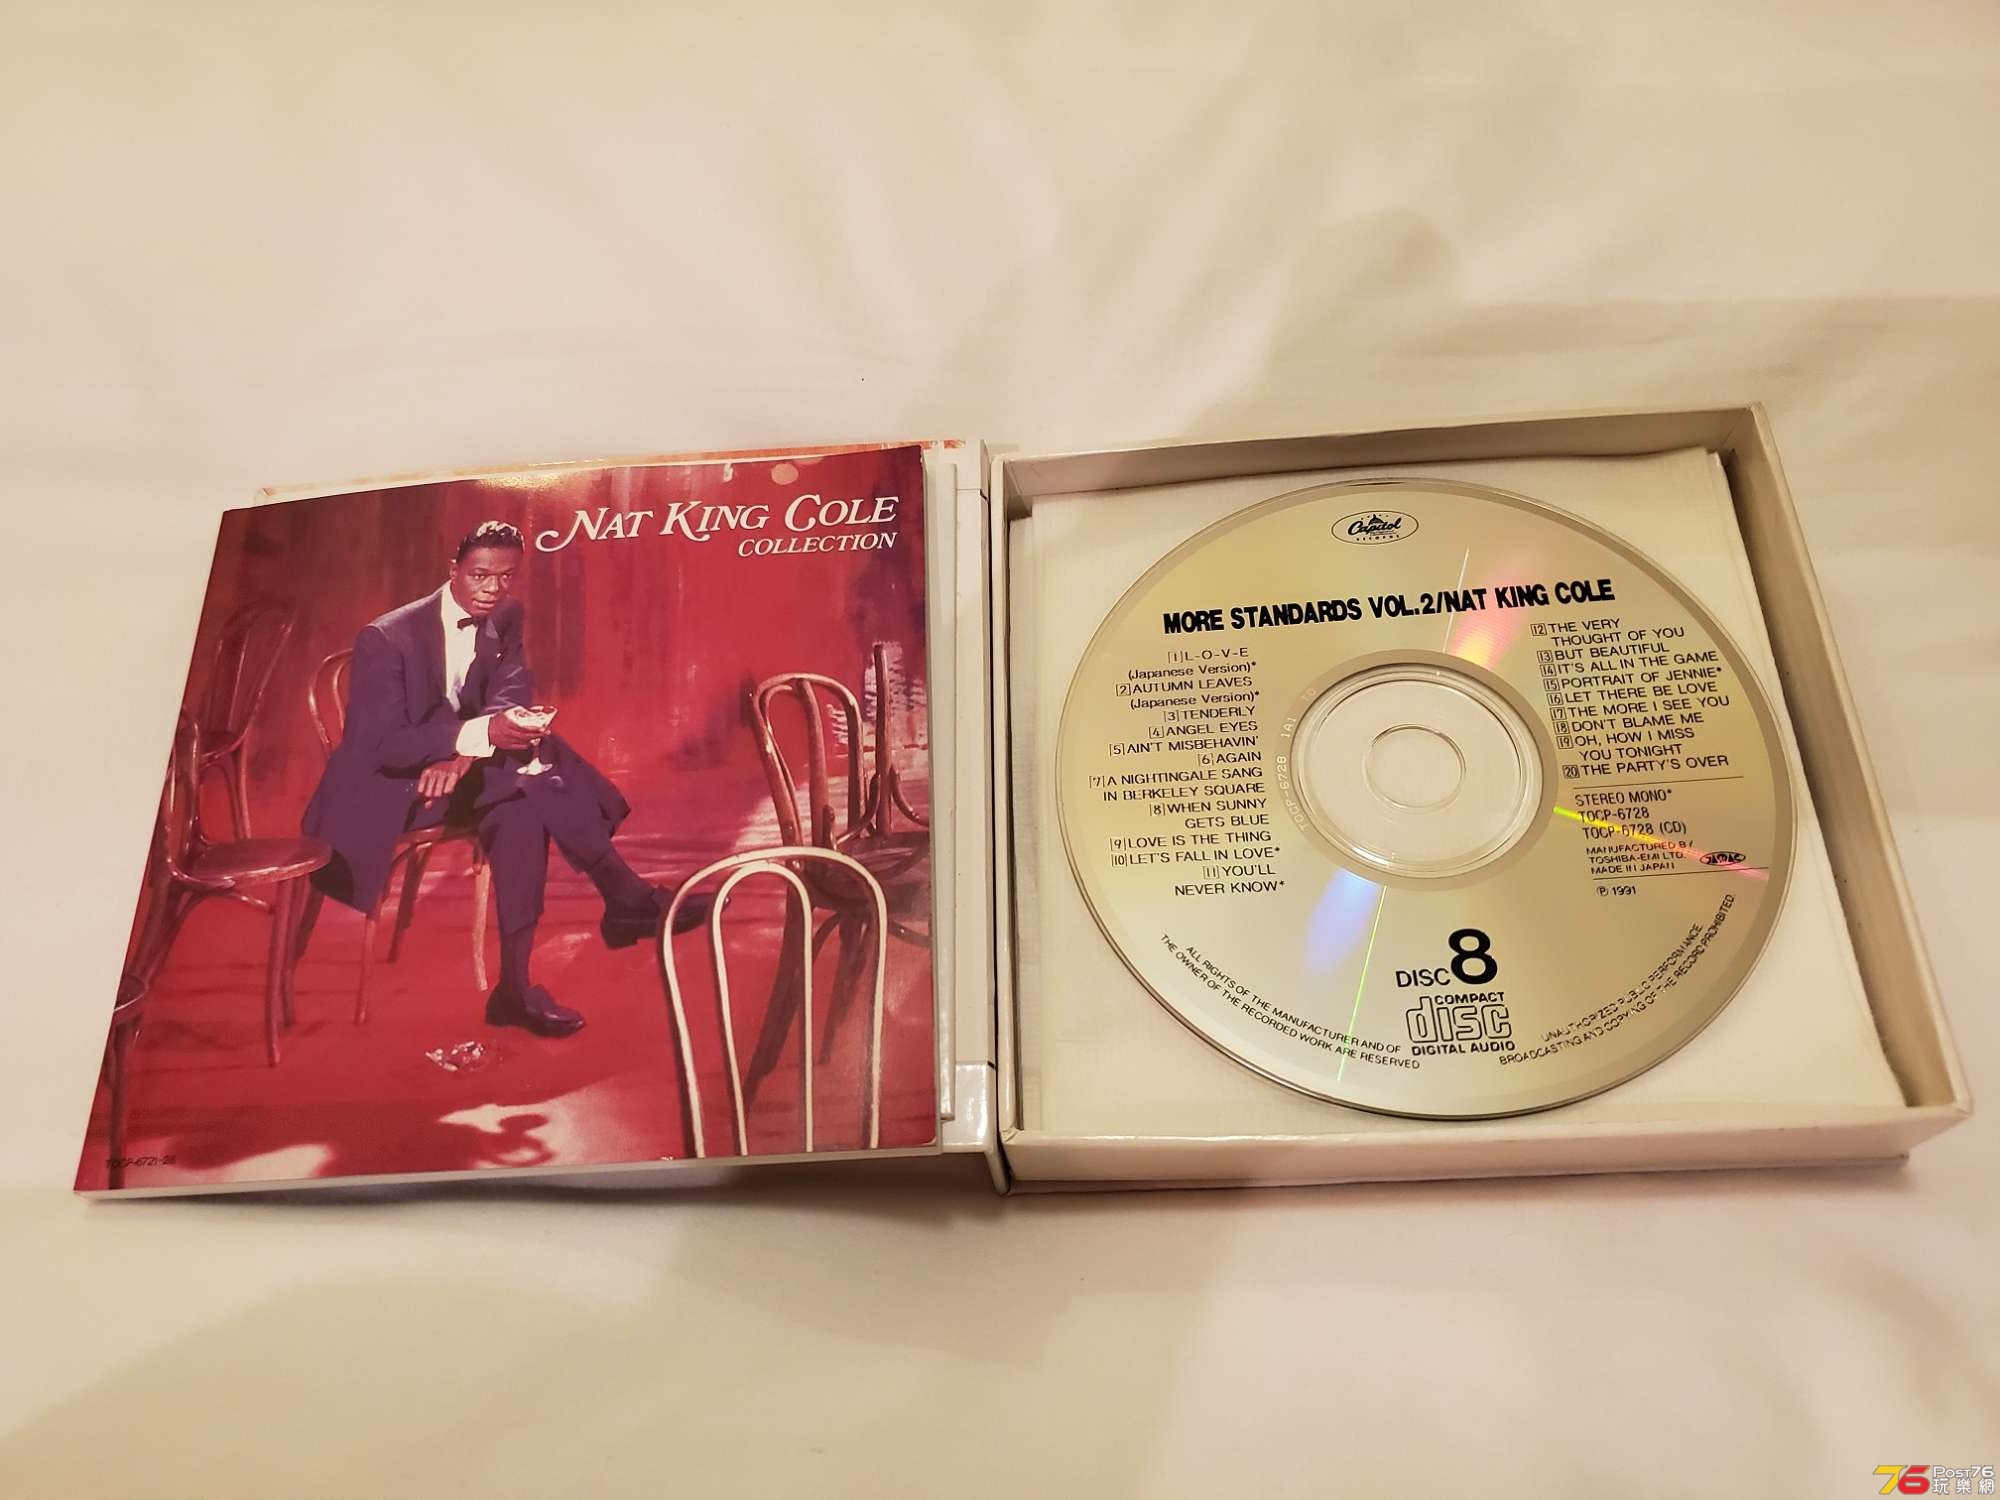 NAT KING COLE
COLLECTION
TOCP-6721~28
Capitol
RECORDS
MORE STANDARDS VOL.2/NAT KING COLE
1 L-O-V-E
(Japanese Version)*
2 AUTUMN LEAVES
(Japanese Version)*
3 TENDERLY
4 ANGEL EYES
5 AIN'T MISBEHAVIN'
6 AGAIN
7 A NIGHTINGALE SANG
IN BERKELEY SQUARE
8 WHEN SUNNY
GETS BLUE
9 LOVE IS THE THING
10 LET'S FALL IN LOVE*
11 YOU'LL
NEVER KNOW*
12 THE VERY
THOUGHT OF YOU
13 BUT BEAUTIFUL
14 IT'S ALL IN THE GAME
15 PORTRAIT OF JENNIE*
16 LET THERE BE LOVE
17 THE MORE I SEE YOU
18 DON'T BLAME ME
19 OH, HOW I MISS
YOU TONIGHT
20 THE PARTY'S OVER
STEREO MONO*
TOCP-6728
TOCP-6728 (CD)
MANUFACTURED BY
TOSHIBA-EMI LTD.
MADE IN JAPAN
℗ 1991
TOCP-6728 1A1 TO
DISC 8
COMPACT
disc
DIGITAL AUDIO
ALL RIGHTS OF THE MANUFACTURER AND OF
THE OWNER OF THE RECORDED WORK ARE RESERVED
UNAUTHORIZED PUBLIC PERFORMANCE
BROADCASTING AND COPYING OF THE RECORD PROHIBITED
76 Post76
玩樂網